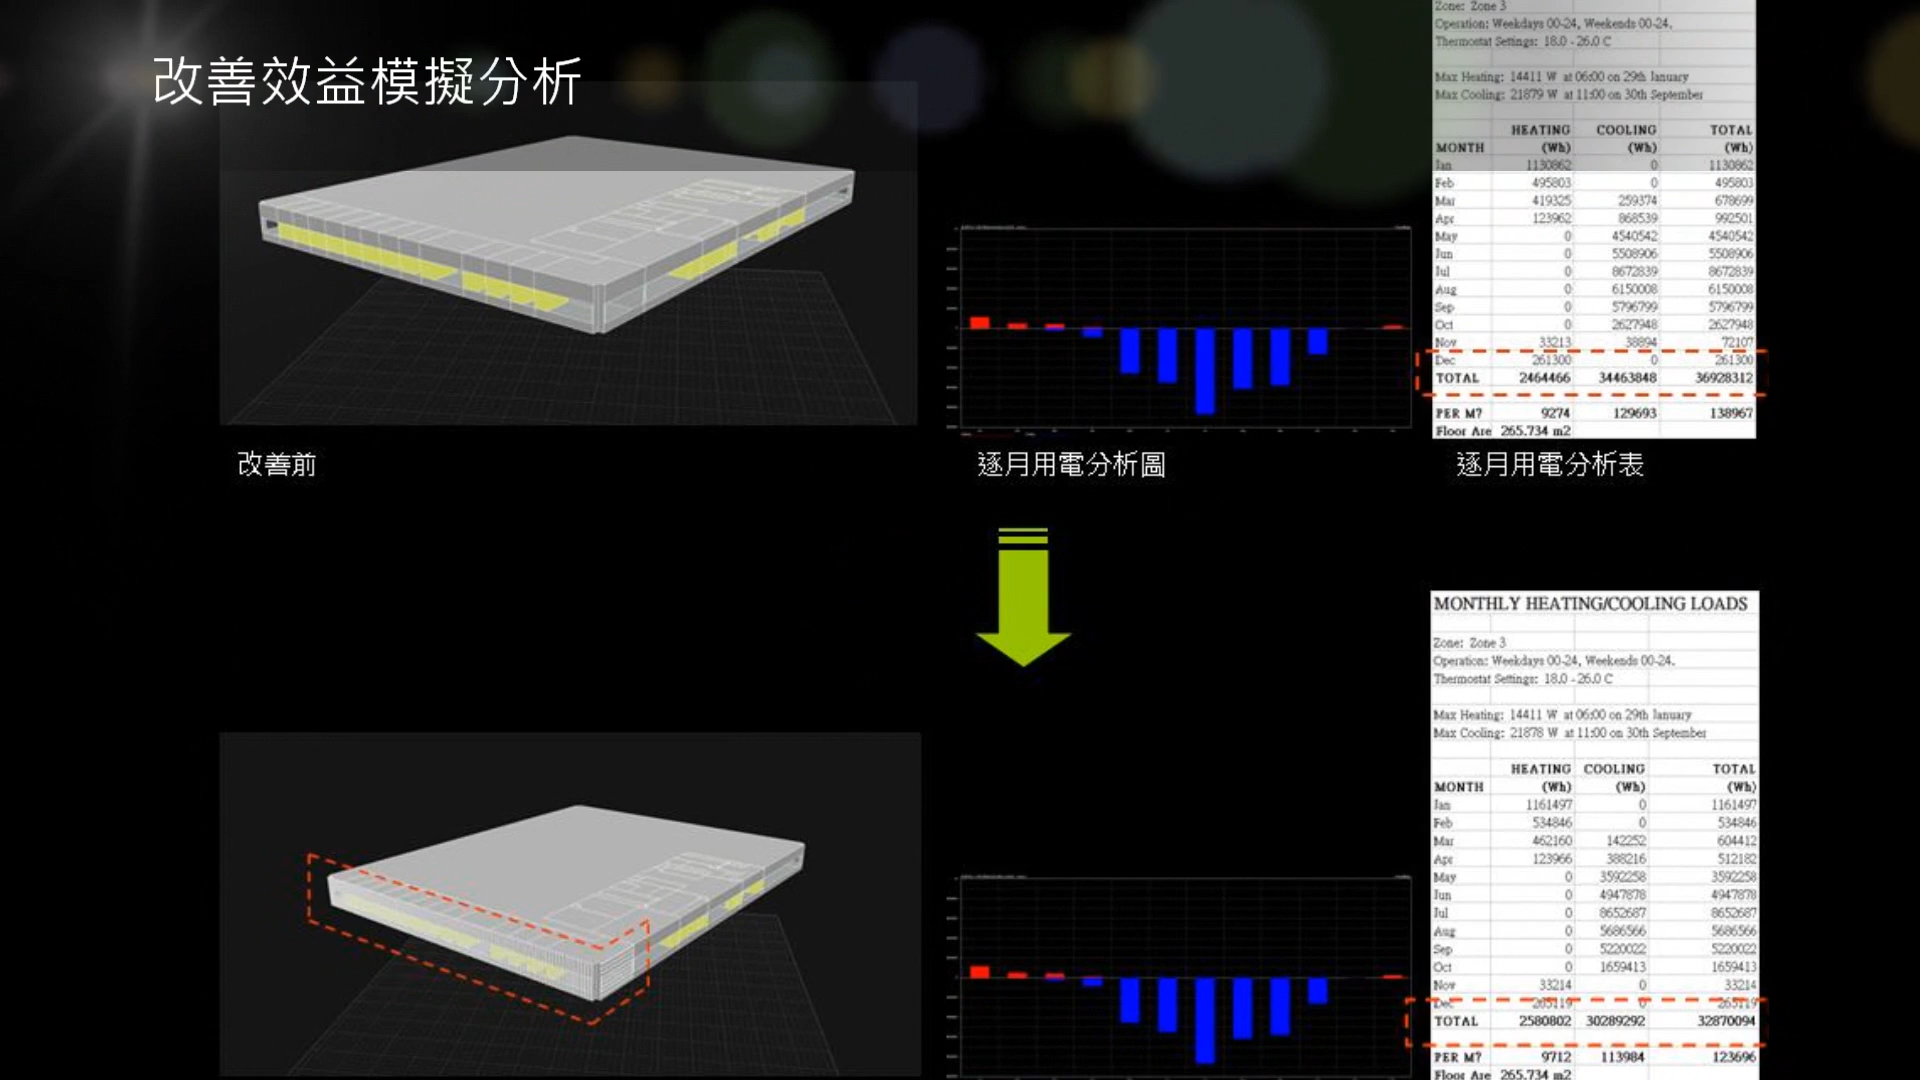 改善效益模擬分析
Zone: Zone 3
Operation: Weekdays 00-24, Weekends 00-24.
Thermostat Settings: 18.0 - 26.0 C
Max Heating: 14411 W at 06:00 on 29th January
Max Cooling: 21879 W at 11:00 on 30th September
HEATING COOLING TOTAL
MONTH (Wh) (Wh) (Wh)
Jan 1130862 0 1130862
Feb 495803 0 495803
Mar 419325 259374 678699
Apr 123962 868539 992501
May 0 4540542 4540542
Jun 0 5508906 5508906
Jul 0 8672839 8672839
Aug 0 6150008 6150008
Sep 0 5796799 5796799
Oct 0 2627948 2627948
Nov 33213 38894 72107
Dec 261300 0 261300
TOTAL 2464466 34463848 36928312
PER M? 9274 129693 138967
Floor Are 265.734 m2
改善前
逐月用電分析圖
逐月用電分析表
MONTHLY HEATING/COOLING LOADS
Zone: Zone 3
Operation: Weekdays 00-24, Weekends 00-24.
Thermostat Settings: 18.0 - 26.0 C
Max Heating: 14411 W at 06:00 on 29th January
Max Cooling: 21878 W at 11:00 on 30th September
HEATING COOLING TOTAL
MONTH (Wh) (Wh) (Wh)
Jan 1161497 0 1161497
Feb 534846 0 534846
Mar 462160 142252 604412
Apr 123966 388216 512182
May 0 3592258 3592258
Jun 0 4947878 4947878
Jul 0 8652687 8652687
Aug 0 5686566 5686566
Sep 0 5220022 5220022
Oct 0 1659413 1659413
Nov 33214 0 33214
Dec 265119 0 265119
TOTAL 2580802 30289292 32870094
PER M? 9712 113984 123696
Floor Are 265.734 m2